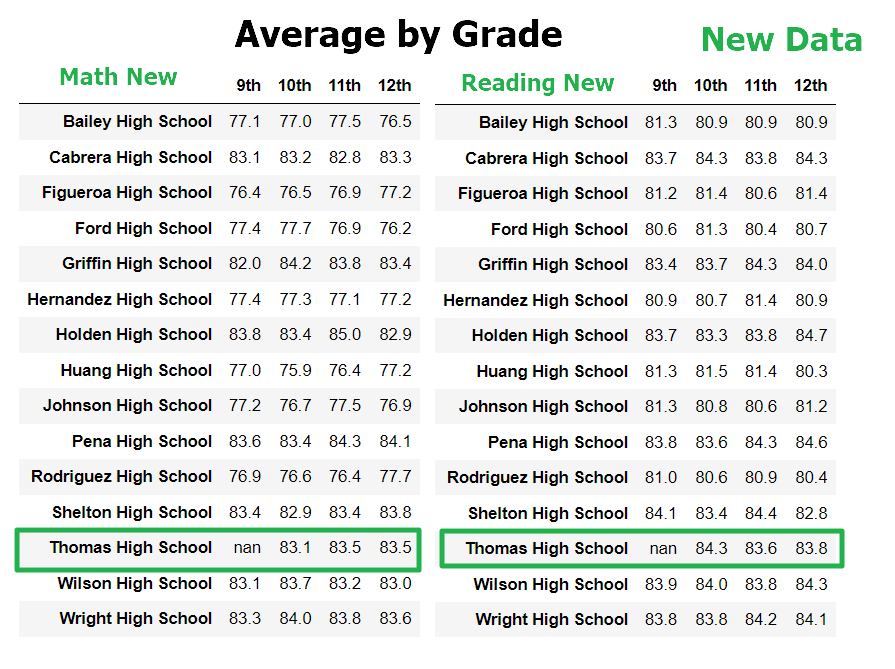 Average by Grade
New Data
Math New 9th 10th 11th 12th
Bailey High School 77.1 77.0 77.5 76.5
Cabrera High School 83.1 83.2 82.8 83.3
Figueroa High School 76.4 76.5 76.9 77.2
Ford High School 77.4 77.7 76.9 76.2
Griffin High School 82.0 84.2 83.8 83.4
Hernandez High School 77.4 77.3 77.1 77.2
Holden High School 83.8 83.4 85.0 82.9
Huang High School 77.0 75.9 76.4 77.2
Johnson High School 77.2 76.7 77.5 76.9
Pena High School 83.6 83.4 84.3 84.1
Rodriguez High School 76.9 76.6 76.4 77.7
Shelton High School 83.4 82.9 83.4 83.8
Thomas High School nan 83.1 83.5 83.5
Wilson High School 83.1 83.7 83.2 83.0
Wright High School 83.3 84.0 83.8 83.6
Reading New 9th 10th 11th 12th
Bailey High School 81.3 80.9 80.9 80.9
Cabrera High School 83.7 84.3 83.8 84.3
Figueroa High School 81.2 81.4 80.6 81.4
Ford High School 80.6 81.3 80.4 80.7
Griffin High School 83.4 83.7 84.3 84.0
Hernandez High School 80.9 80.7 81.4 80.9
Holden High School 83.7 83.3 83.8 84.7
Huang High School 81.3 81.5 81.4 80.3
Johnson High School 81.3 80.8 80.6 81.2
Pena High School 83.8 83.6 84.3 84.6
Rodriguez High School 81.0 80.6 80.9 80.4
Shelton High School 84.1 83.4 84.4 82.8
Thomas High School nan 84.3 83.6 83.8
Wilson High School 83.9 84.0 83.8 84.3
Wright High School 83.8 83.8 84.2 84.1